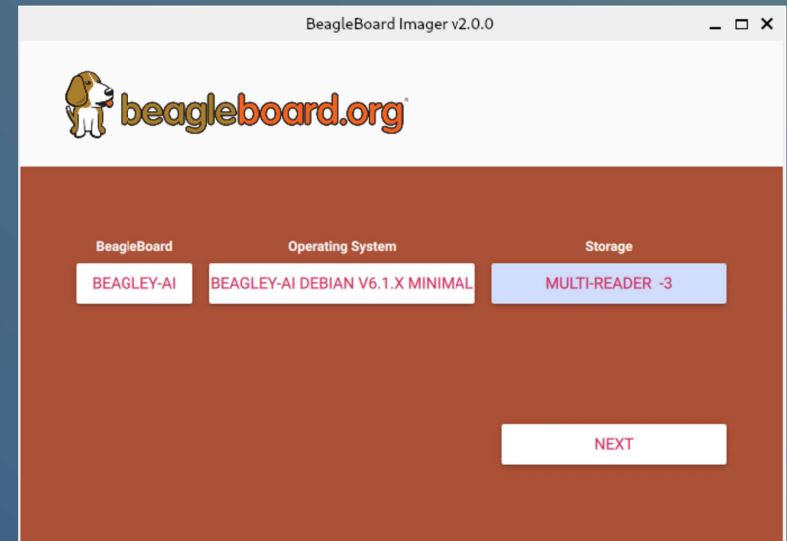 BeagleBoard Imager v2.0.0
beagleboard.org
BeagleBoard Operating System Storage
BEAGLEY-AI BEAGLEY-AI DEBIAN V6.1.X MINIMAL MULTI-READER -3
NEXT